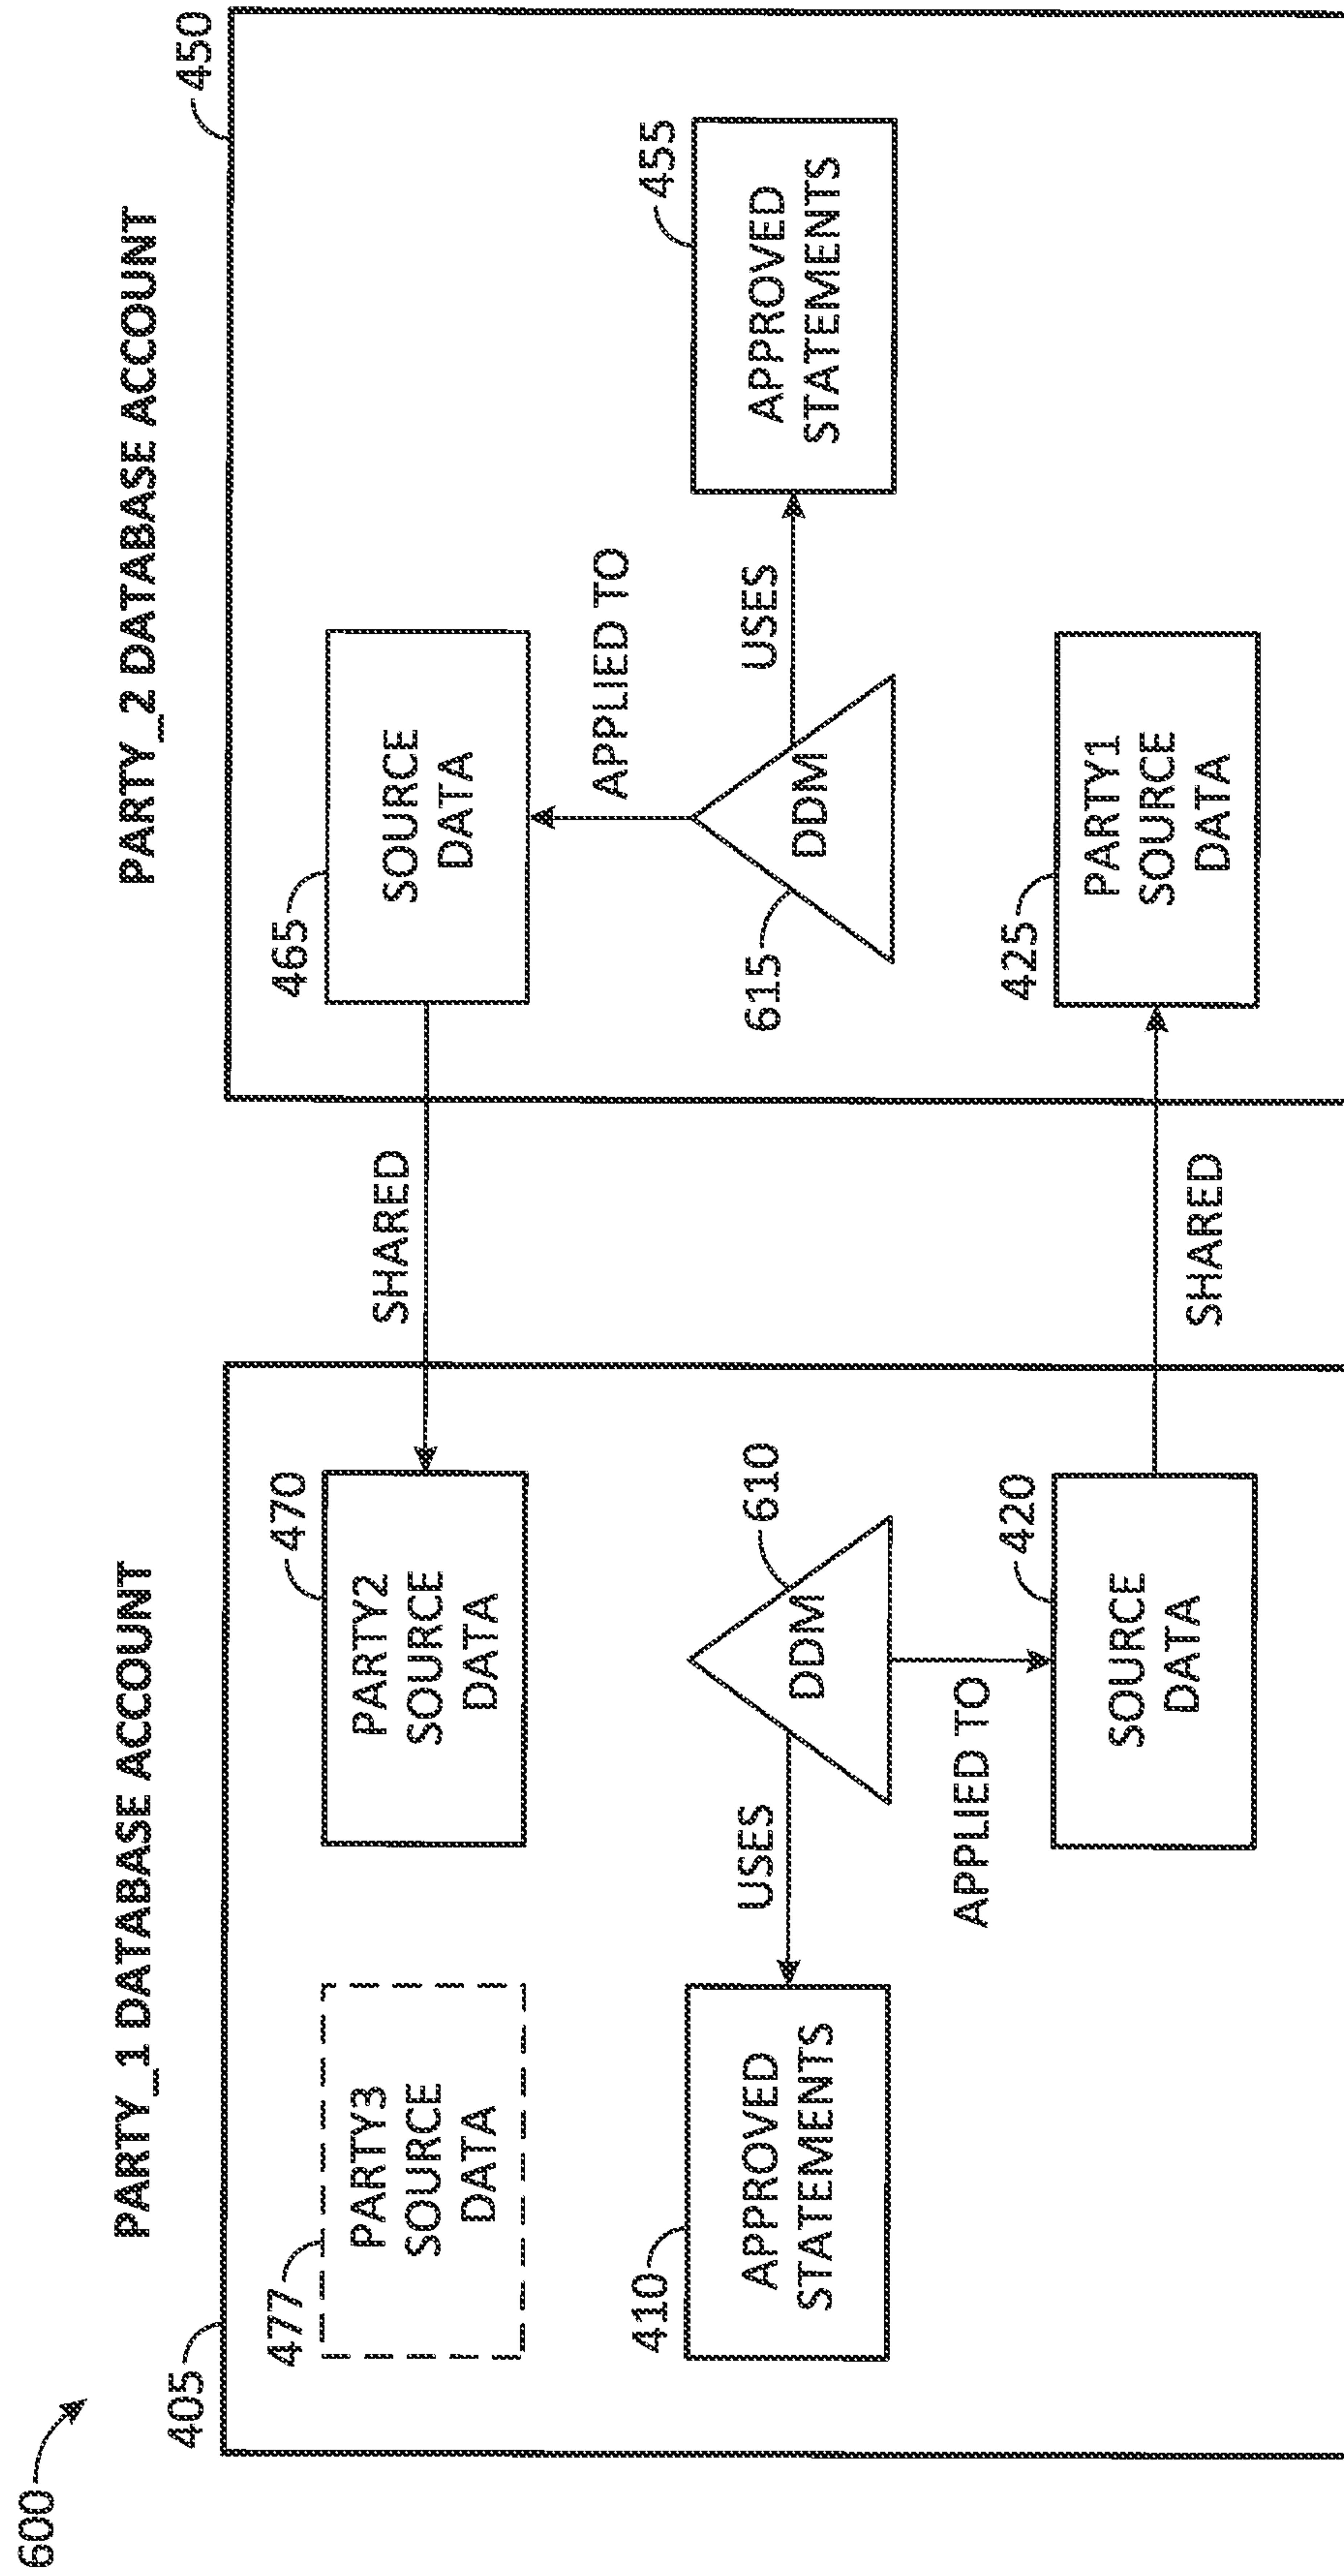 600
PARTY_1 DATABASE ACCOUNT
405
477
PARTY3
SOURCE
DATA
470
PARTY2
SOURCE
DATA
410
APPROVED
STATEMENTS
USES
DDM
610
APPLIED TO
420
SOURCE
DATA
SHARED
SHARED
PARTY_2 DATABASE ACCOUNT
450
465
SOURCE
DATA
APPLIED TO
615
DDM
USES
455
APPROVED
STATEMENTS
425
PARTY1
SOURCE
DATA